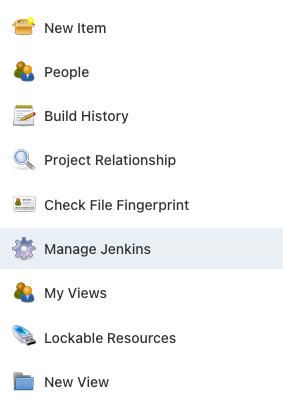 New Item
People
Build History
Project Relationship
Check File Fingerprint
Manage Jenkins
My Views
Lockable Resources
New View